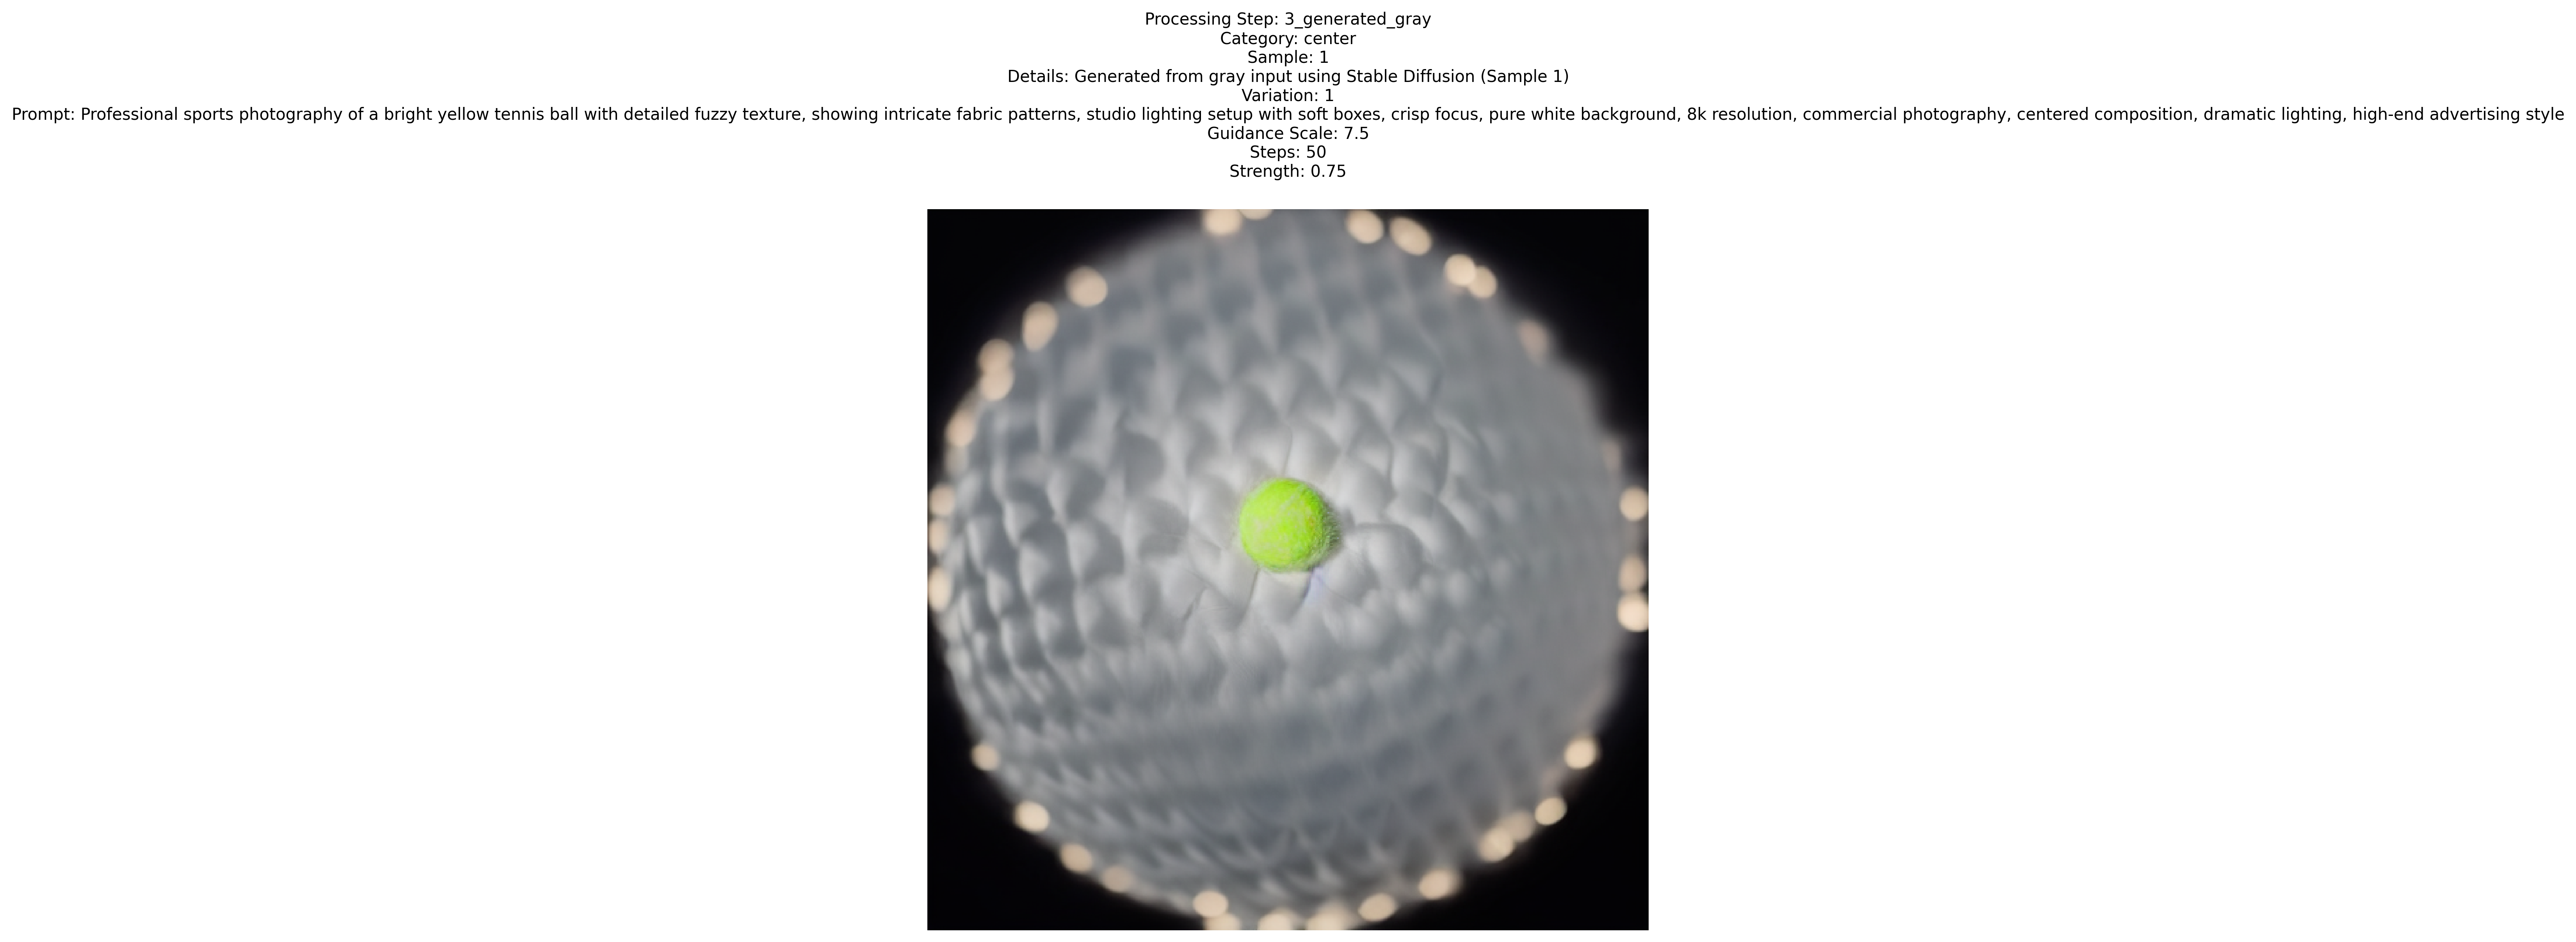 Processing Step: 3_generated_gray
Category: center
Sample: 1
Details: Generated from gray input using Stable Diffusion (Sample 1)
Variation: 1
Prompt: Professional sports photography of a bright yellow tennis ball with detailed fuzzy texture, showing intricate fabric patterns, studio lighting setup with soft boxes, crisp focus, pure white background, 8k resolution, commercial photography, centered composition, dramatic lighting, high-end advertising style
Guidance Scale: 7.5
Steps: 50
Strength: 0.75